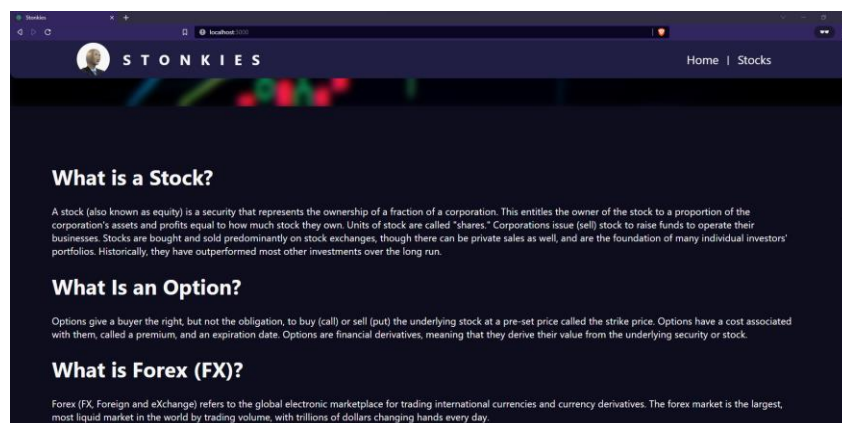 Stonkies
localhost:3000
STONKIES
Home | Stocks
What is a Stock?
A stock (also known as equity) is a security that represents the ownership of a fraction of a corporation. This entitles the owner of the stock to a proportion of the
corporation's assets and profits equal to how much stock they own. Units of stock are called "shares." Corporations issue (sell) stock to raise funds to operate their
businesses. Stocks are bought and sold predominantly on stock exchanges, though there can be private sales as well, and are the foundation of many individual investors'
portfolios. Historically, they have outperformed most other investments over the long run.
What Is an Option?
Options give a buyer the right, but not the obligation, to buy (call) or sell (put) the underlying stock at a pre-set price called the strike price. Options have a cost associated
with them, called a premium, and an expiration date. Options are financial derivatives, meaning that they derive their value from the underlying security or stock.
What is Forex (FX)?
Forex (FX, Foreign and eXchange) refers to the global electronic marketplace for trading international currencies and currency derivatives. The forex market is the largest,
most liquid market in the world by trading volume, with trillions of dollars changing hands every day.